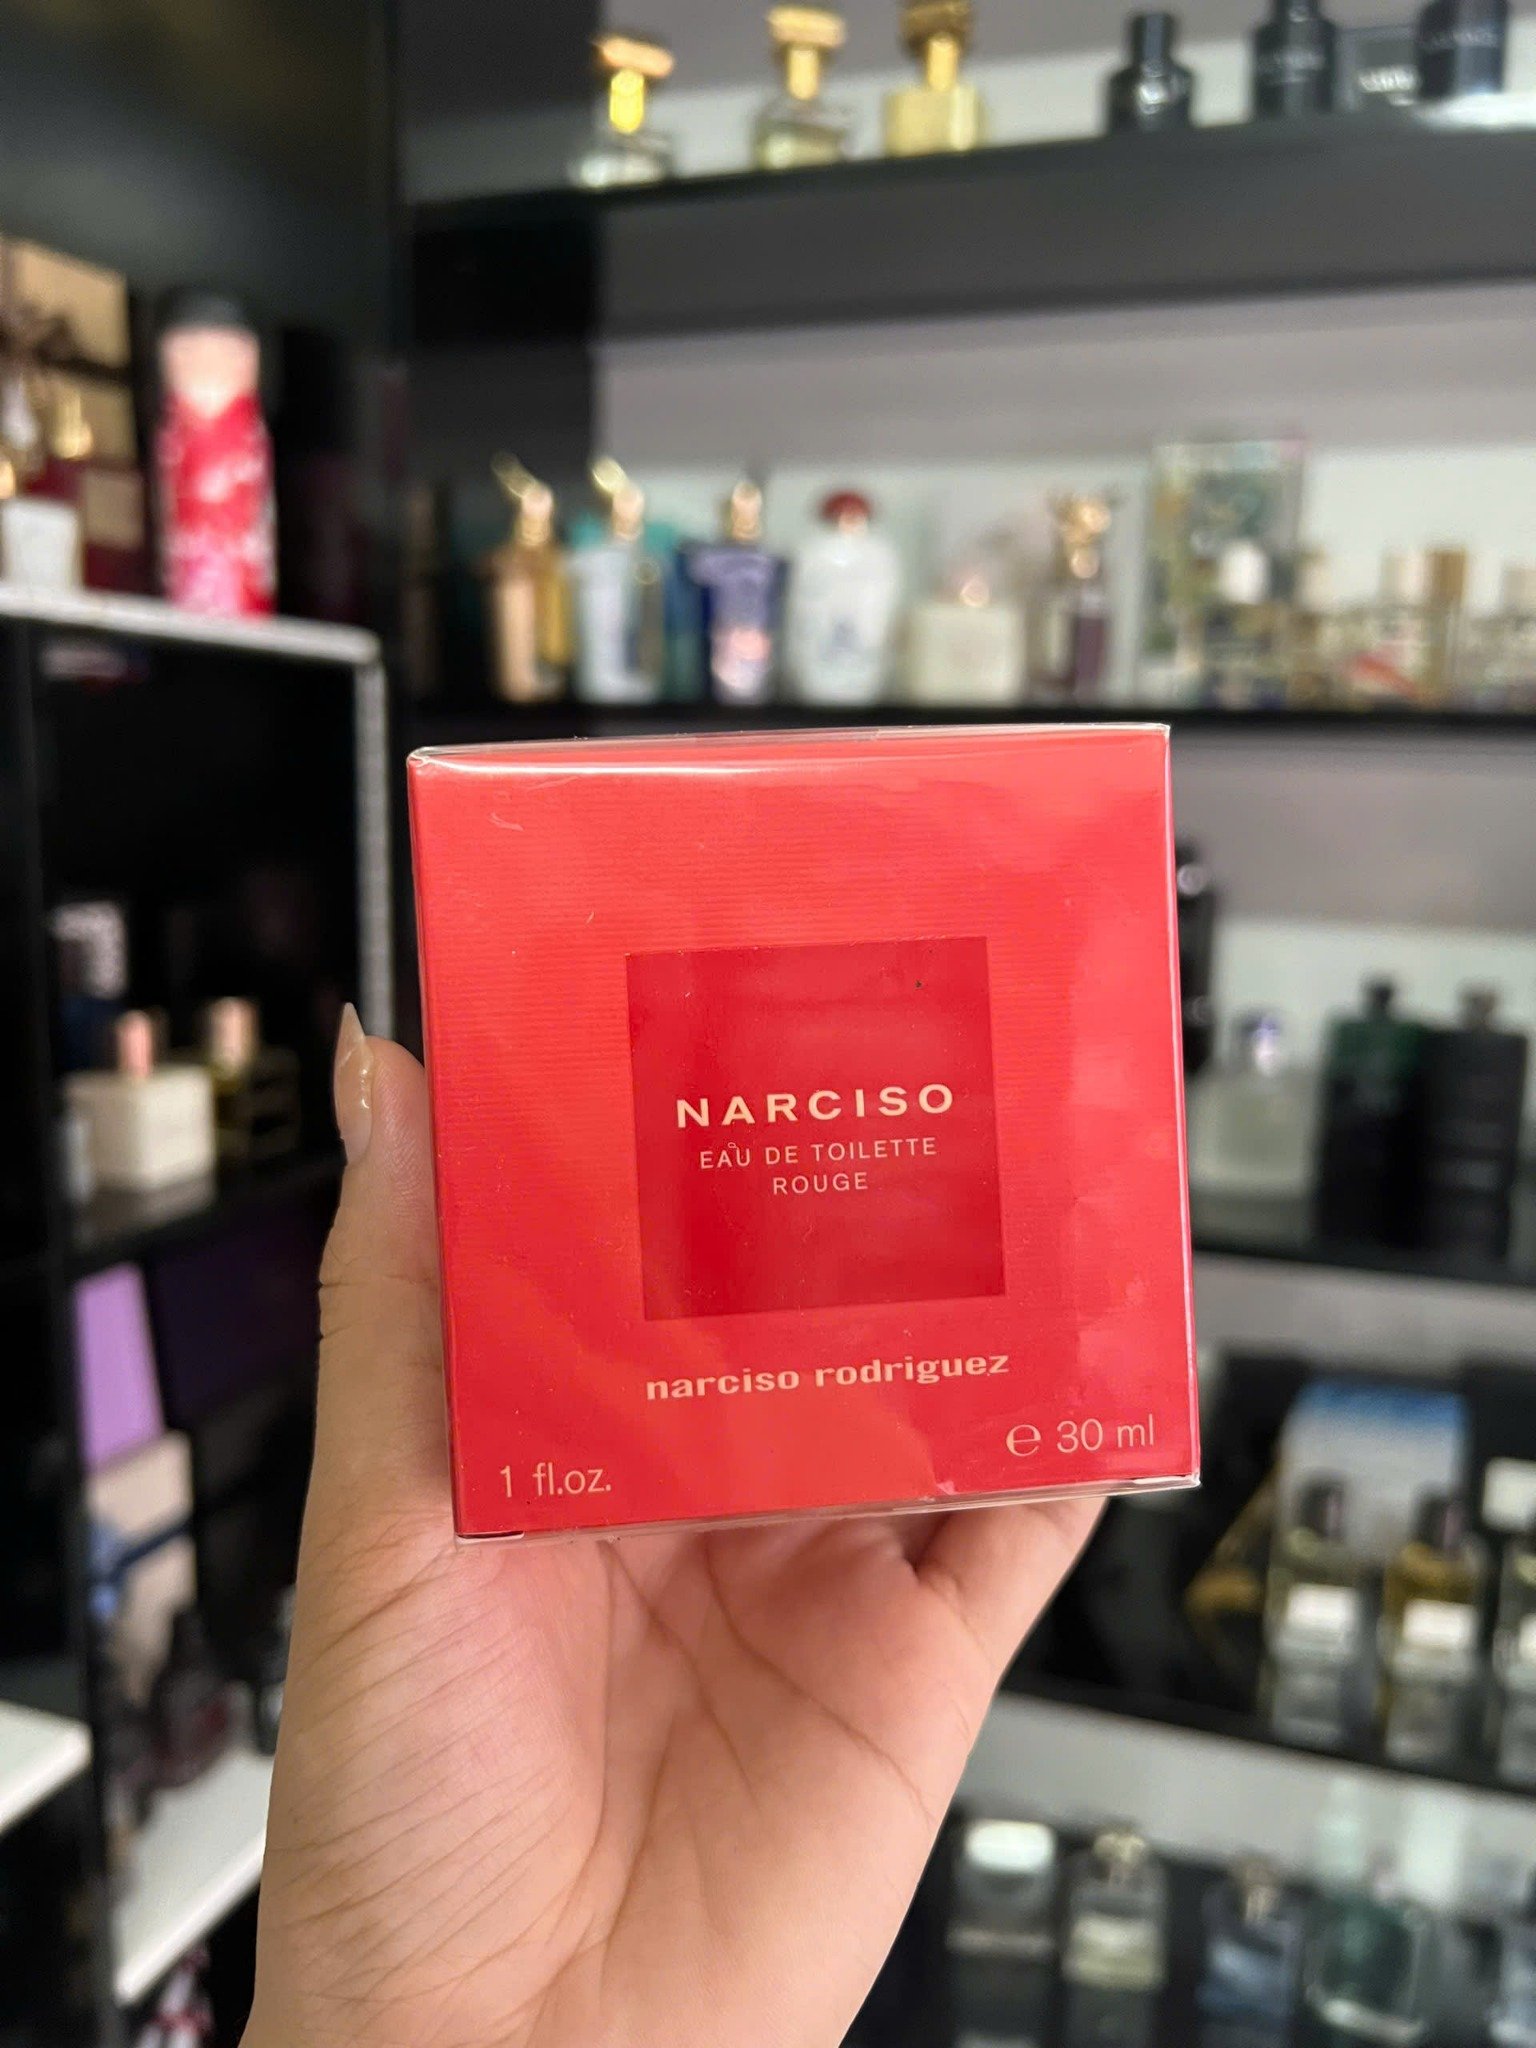 NARCISO
EAU DE TOILETTE
ROUGE
narciso rodriguez
℮ 30 ml
1 fl.oz.